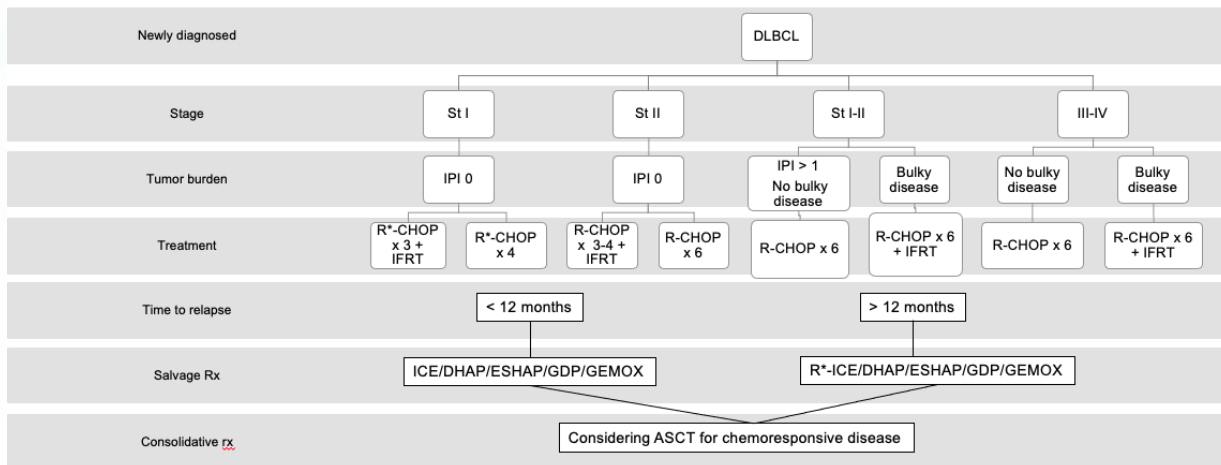 Newly diagnosed
DLBCL
Stage
St I
St II
St I-II
III-IV
Tumor burden
IPI 0
IPI 0
IPI > 1
No bulky
disease
Bulky
disease
No bulky
disease
Bulky
disease
Treatment
R*-CHOP
x 3 +
IFRT
R*-CHOP
x 4
R-CHOP
x 3-4 +
IFRT
R-CHOP
x 6
R-CHOP x 6
R-CHOP x 6
+ IFRT
R-CHOP x 6
R-CHOP x 6
+ IFRT
Time to relapse
< 12 months
> 12 months
Salvage Rx
ICE/DHAP/ESHAP/GDP/GEMOX
R*-ICE/DHAP/ESHAP/GDP/GEMOX
Consolidative rx
Considering ASCT for chemoresponsive disease